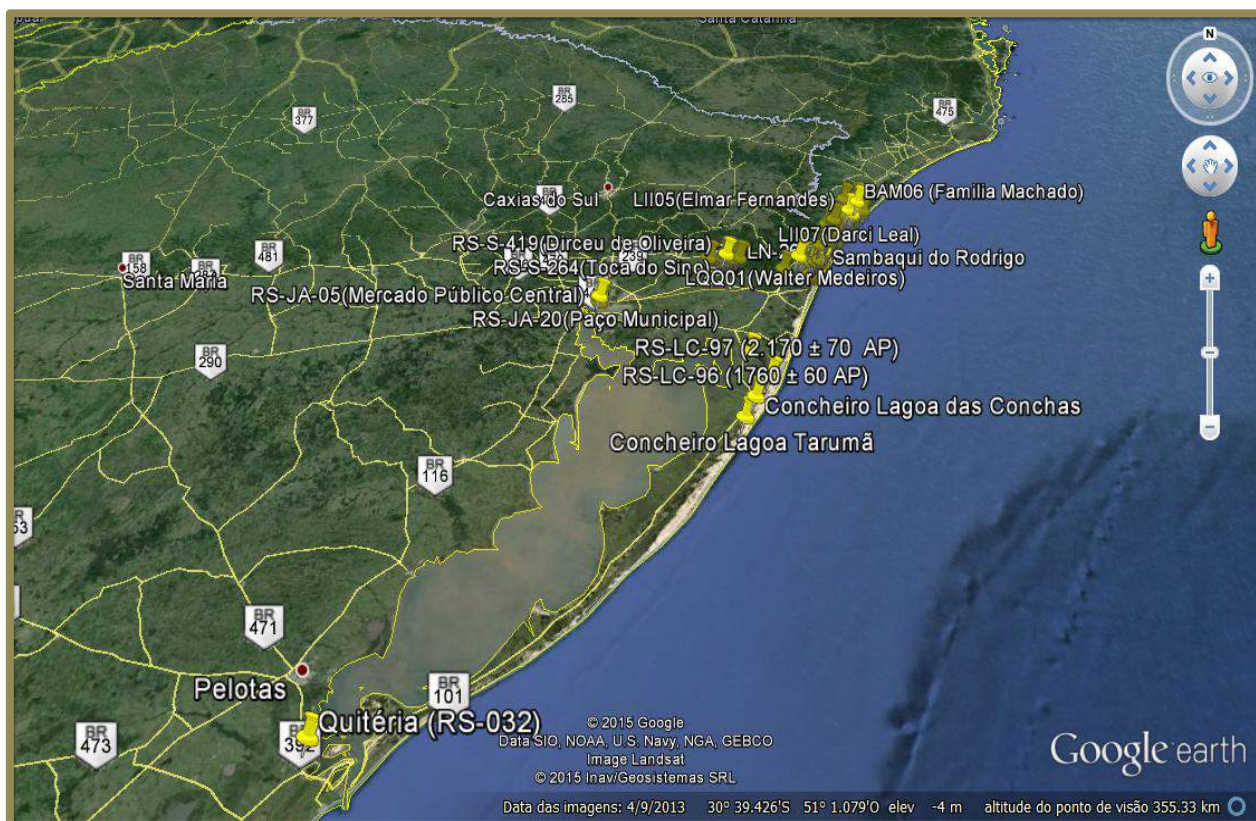 Santa Catarina
N
BR
285
BR
377
BR
475
Caxias do Sul
LII05(Elmar Fernandes)
BAM06 (Familia Machado)
LII07(Darci Leal)
RS-S-419(Dirceu de Oliveira)
Sambaqui do Rodrigo
BR
481
239
BR
158
RS-S-264(Toca do Sino)
LQQ01(Walter Medeiros)
Santa Maria
RS-JA-05(Mercado Público Central)
RS-JA-20(Paço Municipal)
BR
290
RS-LC-97 (2.170 ± 70 AP)
RS-LC-96 (1760 ± 60 AP)
Concheiro Lagoa das Conchas
Concheiro Lagoa Tarumã
BR
116
BR
471
Pelotas
BR
101
Quitéria (RS-032)
BR
392
BR
473
© 2015 Google
Data SIO, NOAA, U.S. Navy, NGA, GEBCO
Image Landsat
© 2015 Inav/Geosistemas SRL
Google earth
Data das imagens: 4/9/2013 30º 39.426'S 51º 1.079'O elev -4 m altitude do ponto de visão 355.33 km